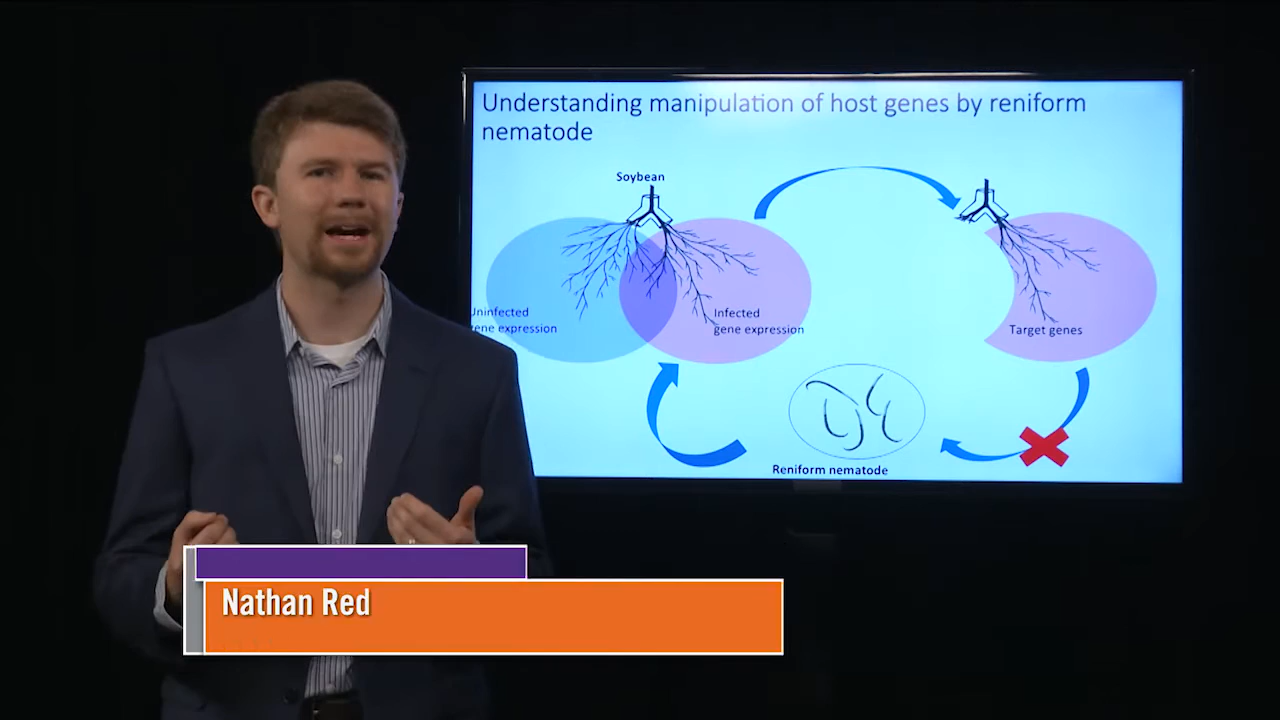 Understanding manipulation of host genes by reniform
nematode
Soybean
Uninfected
gene expression
Infected
gene expression
Target genes
Reniform nematode
Nathan Red